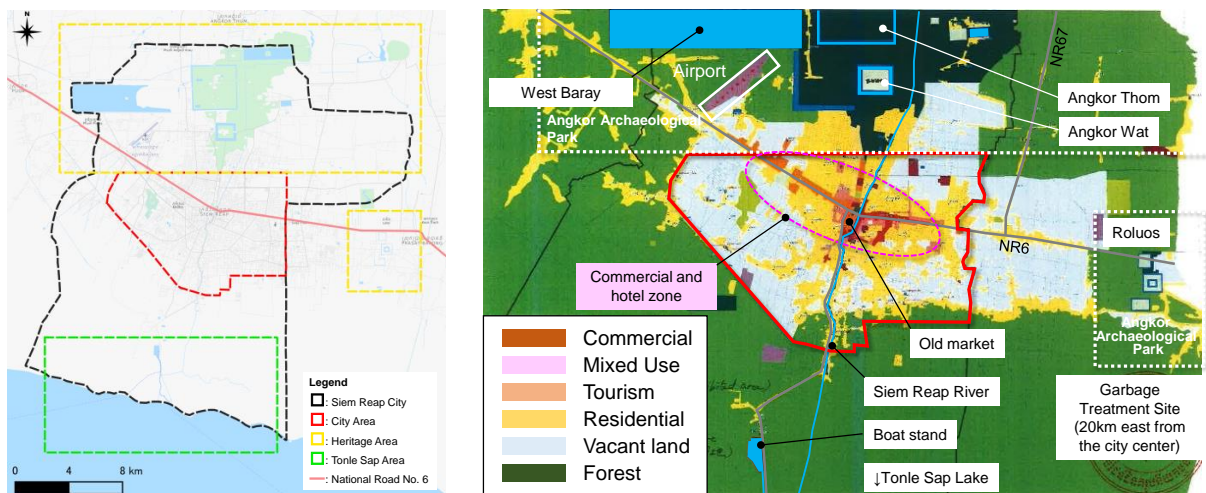 N
Legend
: Siem Reap City
: City Area
: Heritage Area
: Tonle Sap Area
: National Road No. 6
0 4 8 km
West Baray
Airport
Angkor Archaeological
Park
NR67
Angkor Thom
Angkor Wat
Roluos
NR6
Commercial and
hotel zone
Angkor
Archaeological
Park
Old market
Siem Reap River
Boat stand
↓Tonle Sap Lake
Garbage
Treatment Site
(20km east from
the city center)
Commercial
Mixed Use
Tourism
Residential
Vacant land
Forest